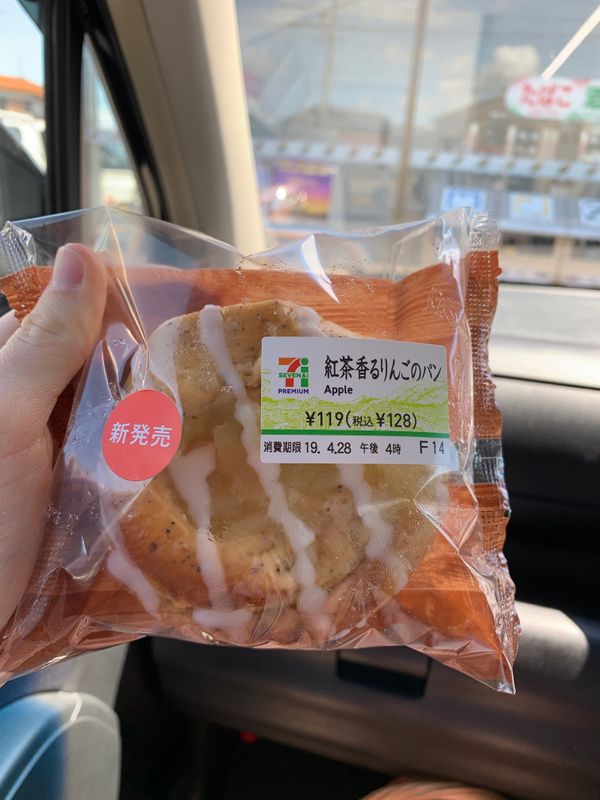 たばこ
SEVEN&i
PREMIUM
紅茶香るりんごのパン
Apple
¥119(税込 ¥128)
消費期限 19. 4.28 午後 4時 F14
新発売